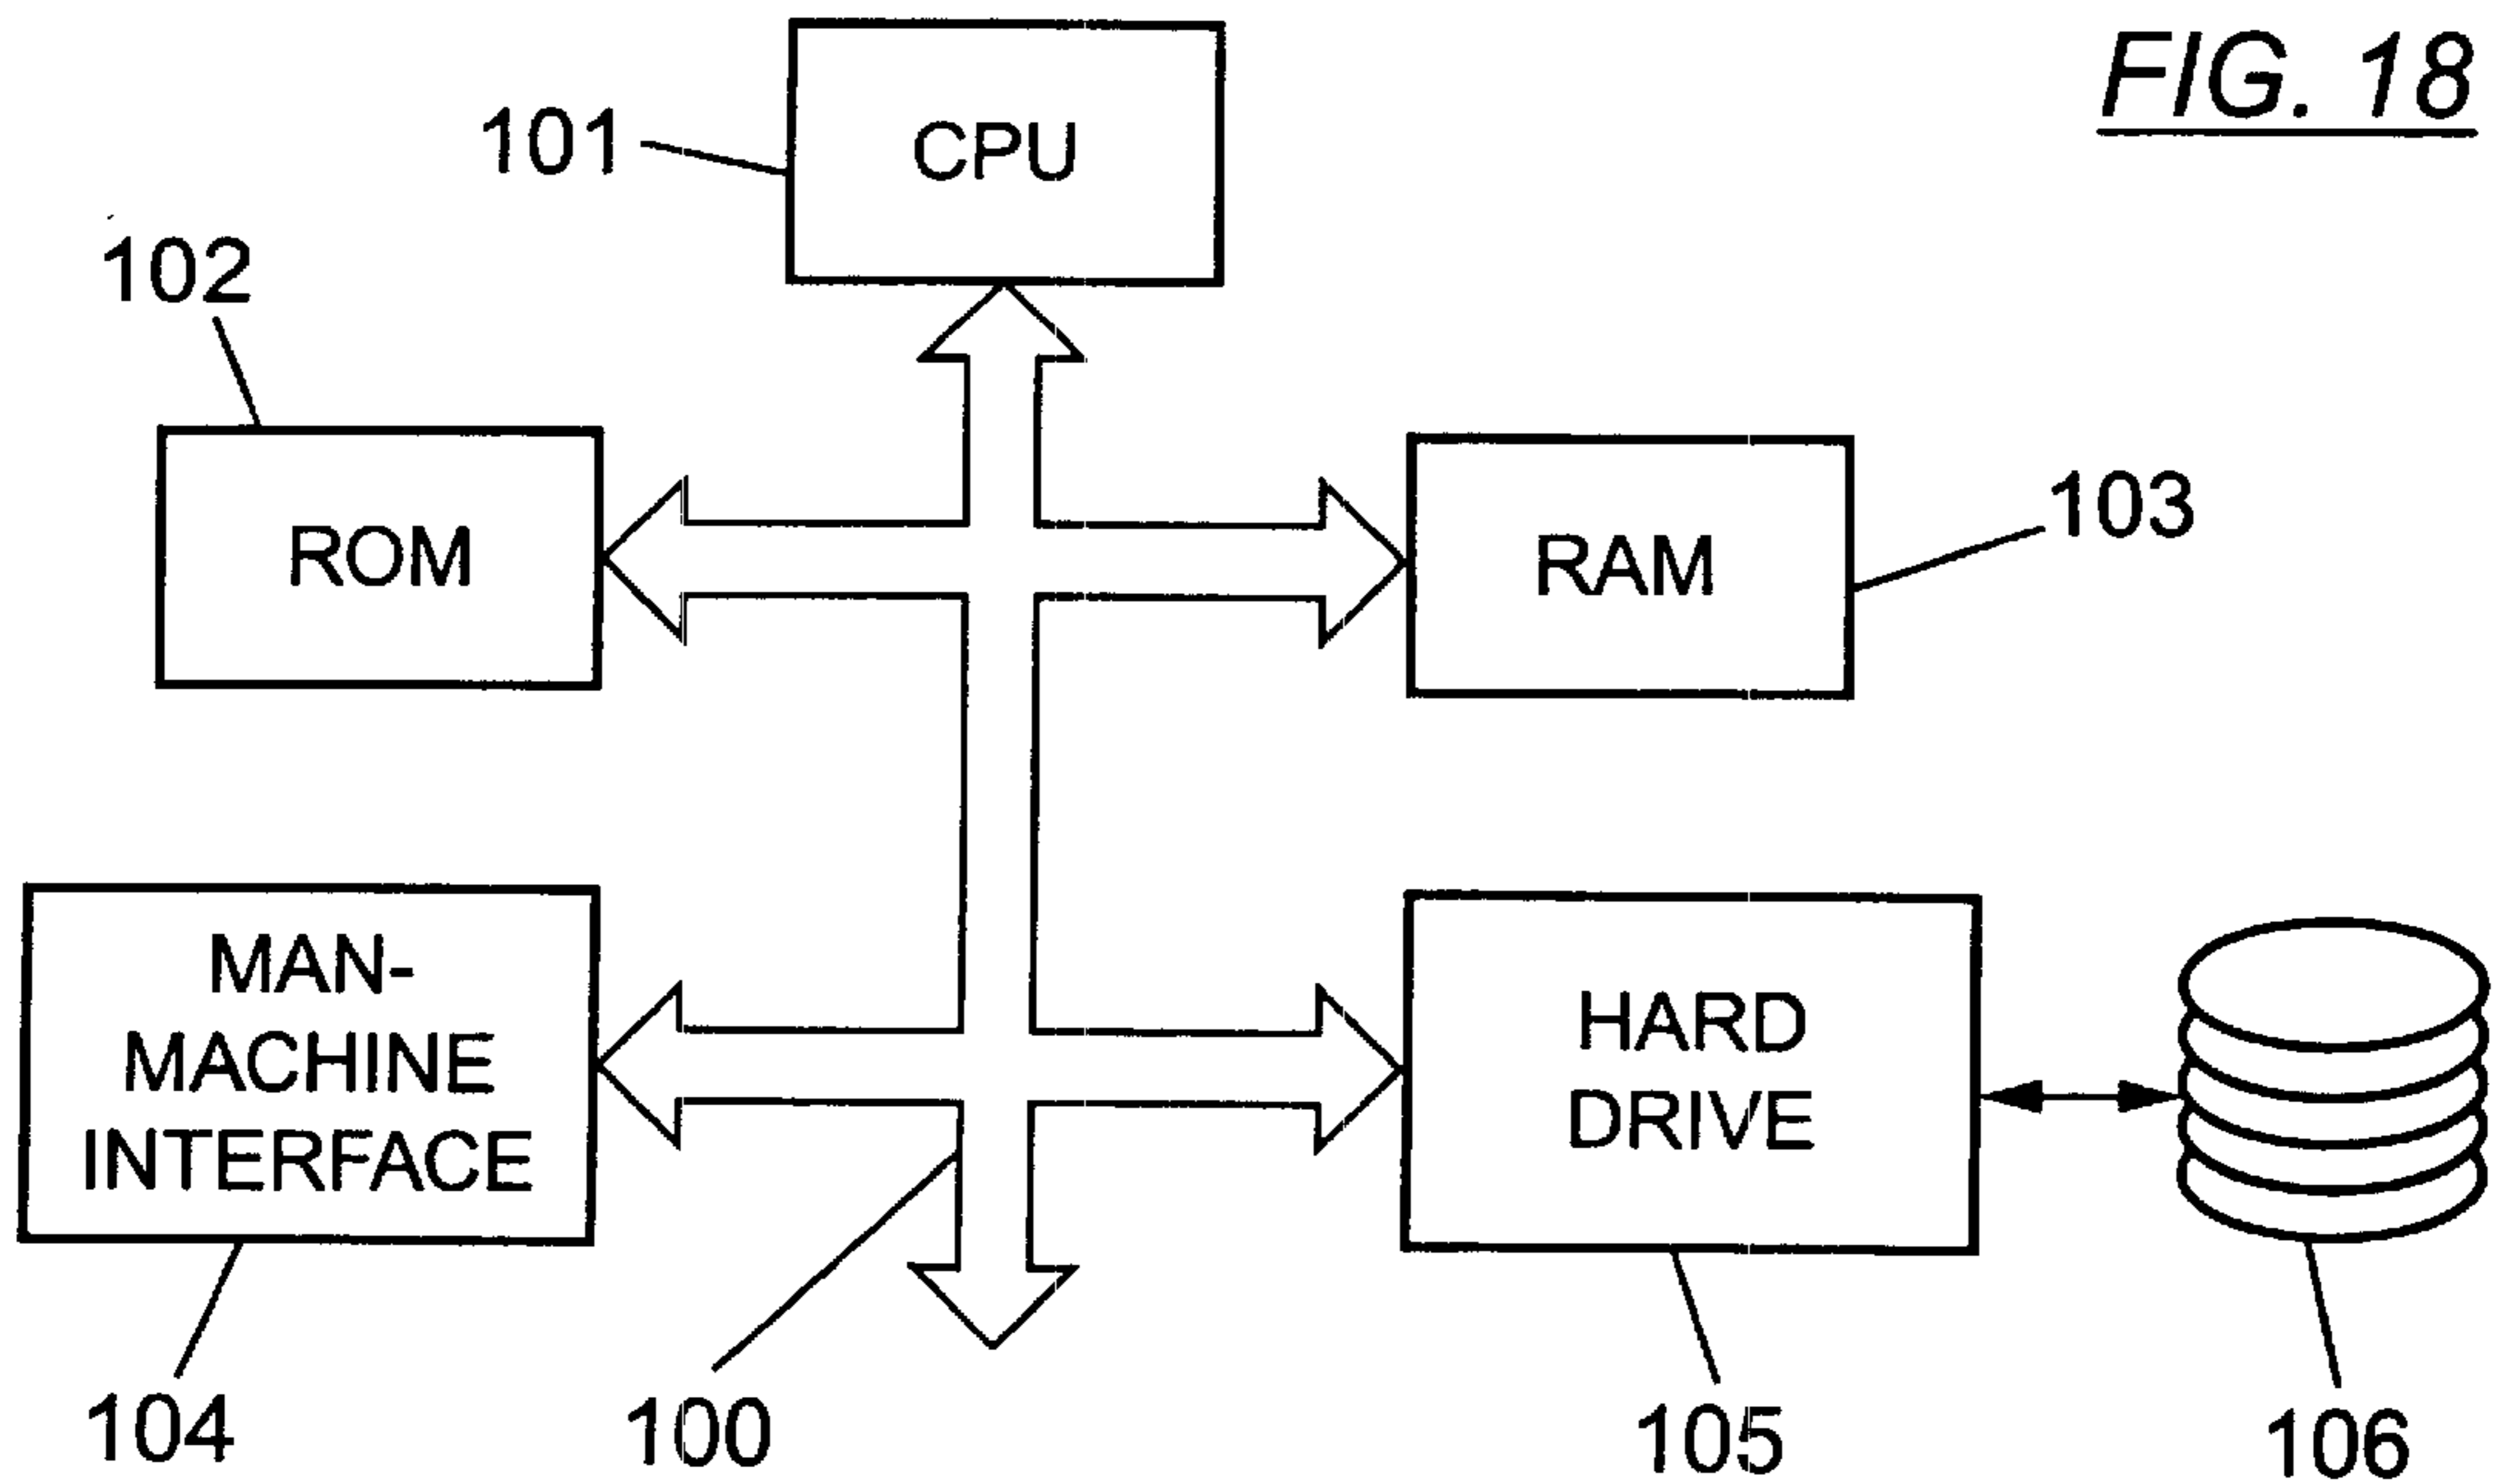 FIG. 18
101
CPU
102
ROM
RAM
103
MAN-
MACHINE
INTERFACE
HARD
DRIVE
104
100
105
106